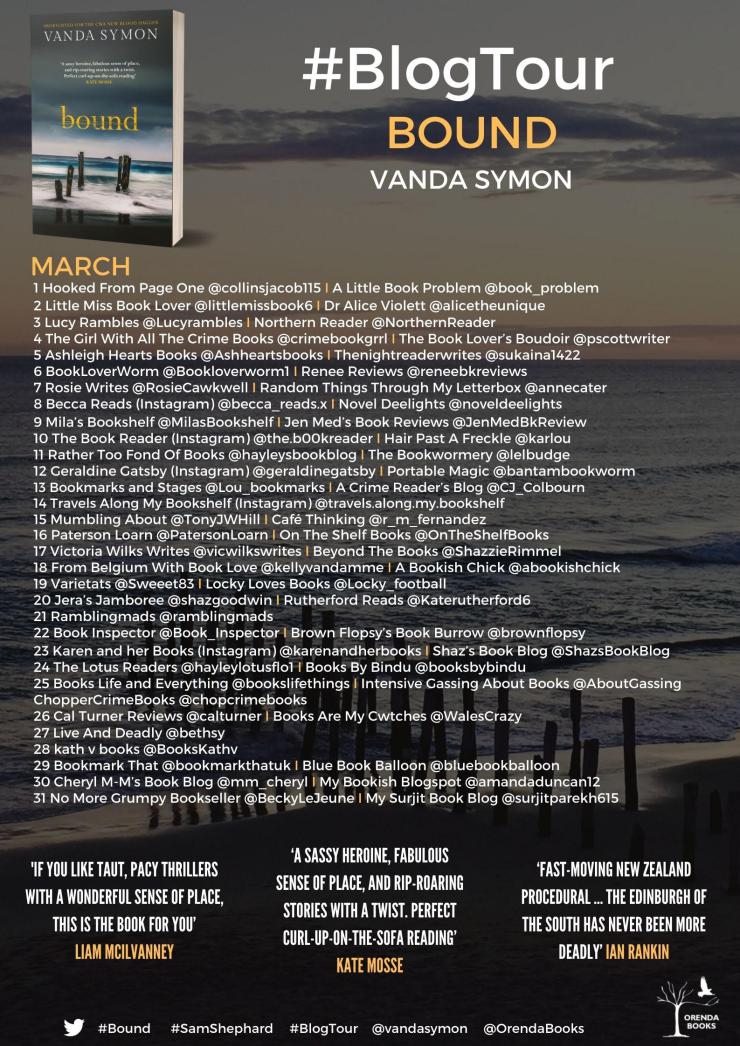 SHORTLISTED FOR THE CWA NEW BLOOD DAGGER
VANDA SYMON
'A sassy heroine, fabulous sense of place,
and rip-roaring stories with a twist.
Perfect curl-up-on-the-sofa reading'
KATE MOSSE
bound
#BlogTour
BOUND
VANDA SYMON
MARCH
1 Hooked From Page One @collinsjacob115 I A Little Book Problem @book_problem
2 Little Miss Book Lover @littlemissbook6 I Dr Alice Violett @alicetheunique
3 Lucy Rambles @Lucyrambles I Northern Reader @NorthernReader
4 The Girl With All The Crime Books @crimebookgrrl I The Book Lover's Boudoir @pscottwriter
5 Ashleigh Hearts Books @Ashheartsbooks I Thenightreaderwrites @sukaina1422
6 BookLoverWorm @Bookloverworm1 I Renee Reviews @reneebkreviews
7 Rosie Writes @RosieCawkwell I Random Things Through My Letterbox @annecater
8 Becca Reads (Instagram) @becca_reads.x I Novel Deelights @noveldeelights
9 Mila's Bookshelf @MilasBookshelf I Jen Med's Book Reviews @JenMedBkReview
10 The Book Reader (Instagram) @the.b00kreader I Hair Past A Freckle @karlou
11 Rather Too Fond Of Books @hayleysbookblog I The Bookwormery @lelbudge
12 Geraldine Gatsby (Instagram) @geraldinegatsby I Portable Magic @bantambookworm
13 Bookmarks and Stages @Lou_bookmarks I A Crime Reader's Blog @CJ_Colbourn
14 Travels Along My Bookshelf (Instagram) @travels.along.my.bookshelf
15 Mumbling About @TonyJWHill I Café Thinking @r_m_fernandez
16 Paterson Loarn @PatersonLoarn I On The Shelf Books @OnTheShelfBooks
17 Victoria Wilks Writes @vicwilkswrites I Beyond The Books @ShazzieRimmel
18 From Belgium With Book Love @kellyvandamme I A Bookish Chick @abookishchick
19 Varietats @Sweeet83 I Locky Loves Books @Locky_football
20 Jera's Jamboree @shazgoodwin I Rutherford Reads @Katerutherford6
21 Ramblingmads @ramblingmads
22 Book Inspector @Book_Inspector I Brown Flopsy's Book Burrow @brownflopsy
23 Karen and her Books (Instagram) @karenandherbooks I Shaz's Book Blog @ShazsBookBlog
24 The Lotus Readers @hayleylotusflo1 I Books By Bindu @booksbybindu
25 Books Life and Everything @bookslifethings I Intensive Gassing About Books @AboutGassing
ChopperCrimeBooks @chopcrimebooks
26 Cal Turner Reviews @calturner I Books Are My Cwtches @WalesCrazy
27 Live And Deadly @bethsy
28 kath v books @BooksKathv
29 Bookmark That @bookmarkthatuk I Blue Book Balloon @bluebookballoon
30 Cheryl M-M's Book Blog @mm_cheryl I My Bookish Blogspot @amandaduncan12
31 No More Grumpy Bookseller @BeckyLeJeune I My Surjit Book Blog @surjitparekh615
'IF YOU LIKE TAUT, PACY THRILLERS
WITH A WONDERFUL SENSE OF PLACE,
THIS IS THE BOOK FOR YOU'
LIAM MCILVANNEY
'A SASSY HEROINE, FABULOUS
SENSE OF PLACE, AND RIP-ROARING
STORIES WITH A TWIST. PERFECT
CURL-UP-ON-THE-SOFA READING'
KATE MOSSE
'FAST-MOVING NEW ZEALAND
PROCEDURAL ... THE EDINBURGH OF
THE SOUTH HAS NEVER BEEN MORE
DEADLY' IAN RANKIN
#Bound #SamShephard #BlogTour @vandasymon @OrendaBooks
ORENDA
BOOKS